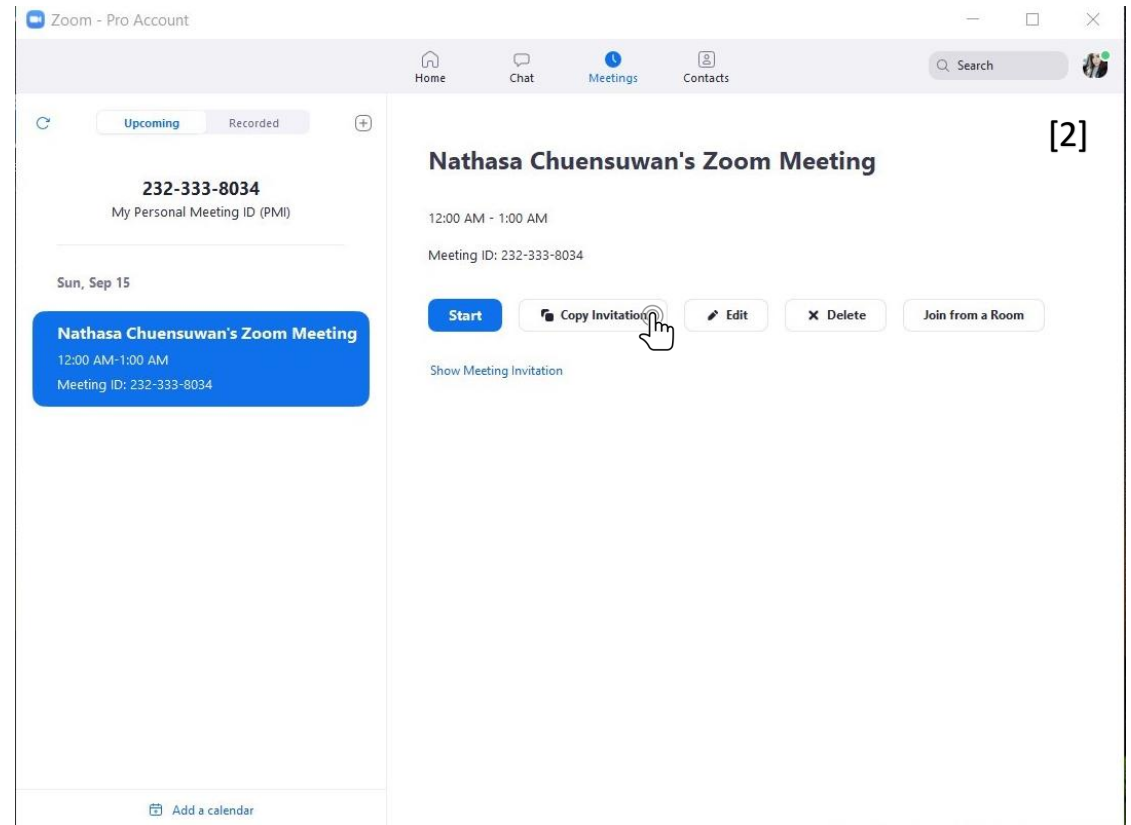 Zoom - Pro Account
Home Chat Meetings Contacts
Search
Upcoming Recorded
232-333-8034
My Personal Meeting ID (PMI)
Sun, Sep 15
Nathasa Chuensuwan's Zoom Meeting
12:00 AM-1:00 AM
Meeting ID: 232-333-8034
Add a calendar
[2]
Nathasa Chuensuwan's Zoom Meeting
12:00 AM - 1:00 AM
Meeting ID: 232-333-8034
Start Copy Invitation Edit Delete Join from a Room
Show Meeting Invitation